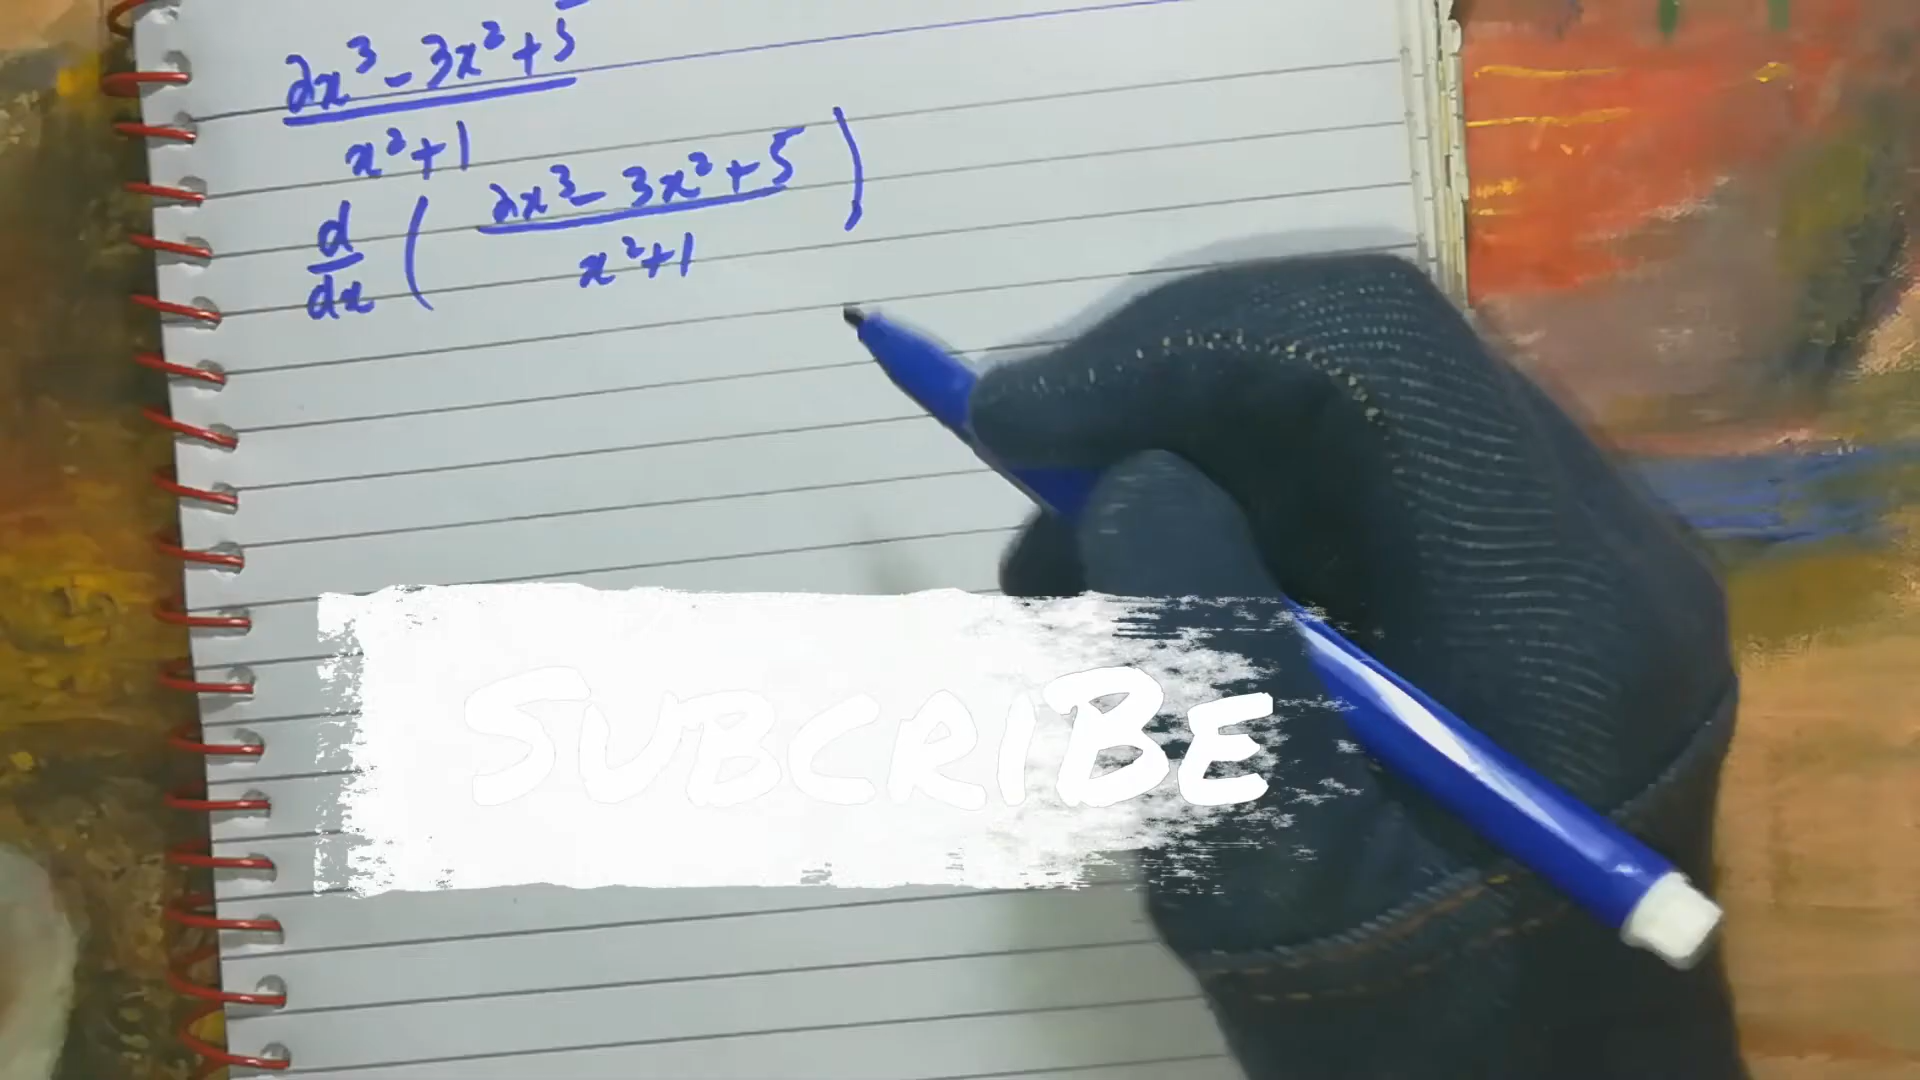 2x³ - 3x² + 5
x² + 1
d/dx ( 2x³ - 3x² + 5 / x² + 1 )
SUBCRIBE